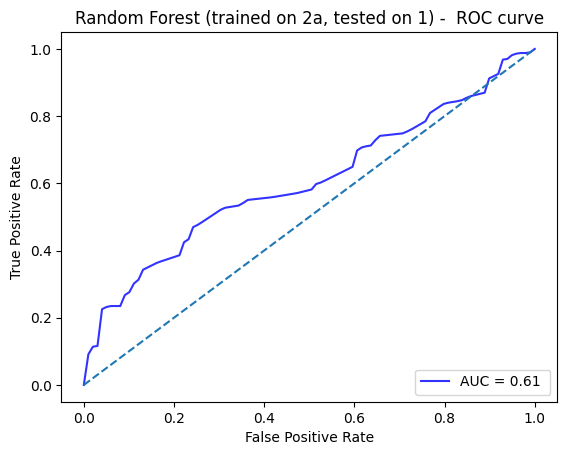 Random Forest (trained on 2a, tested on 1) -  ROC curve
1.0
0.8
0.6
0.4
0.2
0.0
True Positive Rate
AUC = 0.61
0.0 0.2 0.4 0.6 0.8 1.0
False Positive Rate